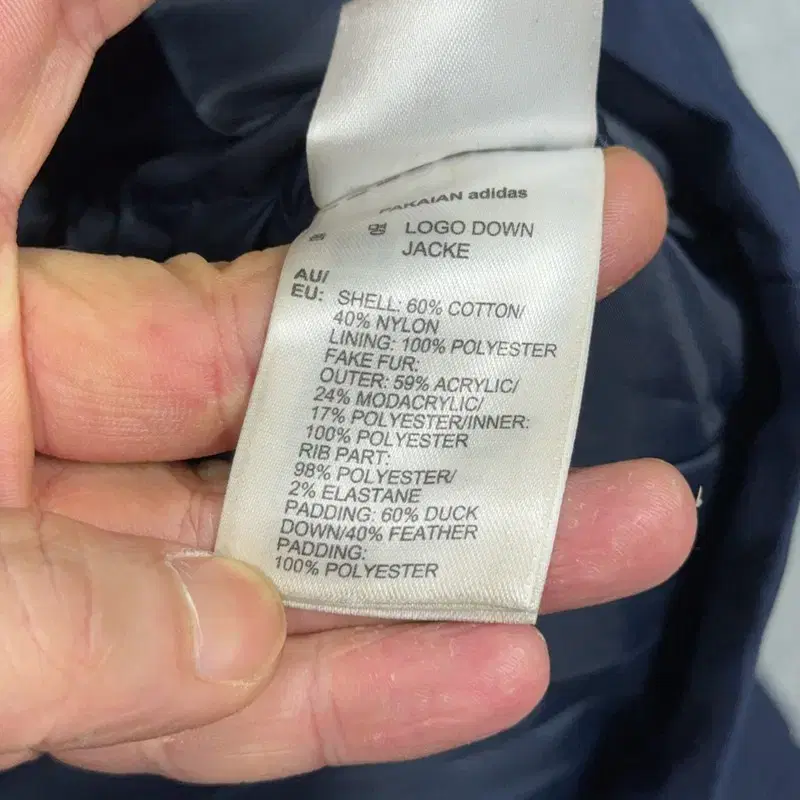 PAKAIAN adidas
품 명 LOGO DOWN
JACKE
AU/
EU: SHELL: 60% COTTON/
40% NYLON
LINING: 100% POLYESTER
FAKE FUR:
OUTER: 59% ACRYLIC/
24% MODACRYLIC/
17% POLYESTER/INNER:
100% POLYESTER
RIB PART:
98% POLYESTER/
2% ELASTANE
PADDING: 60% DUCK
DOWN/40% FEATHER
PADDING:
100% POLYESTER